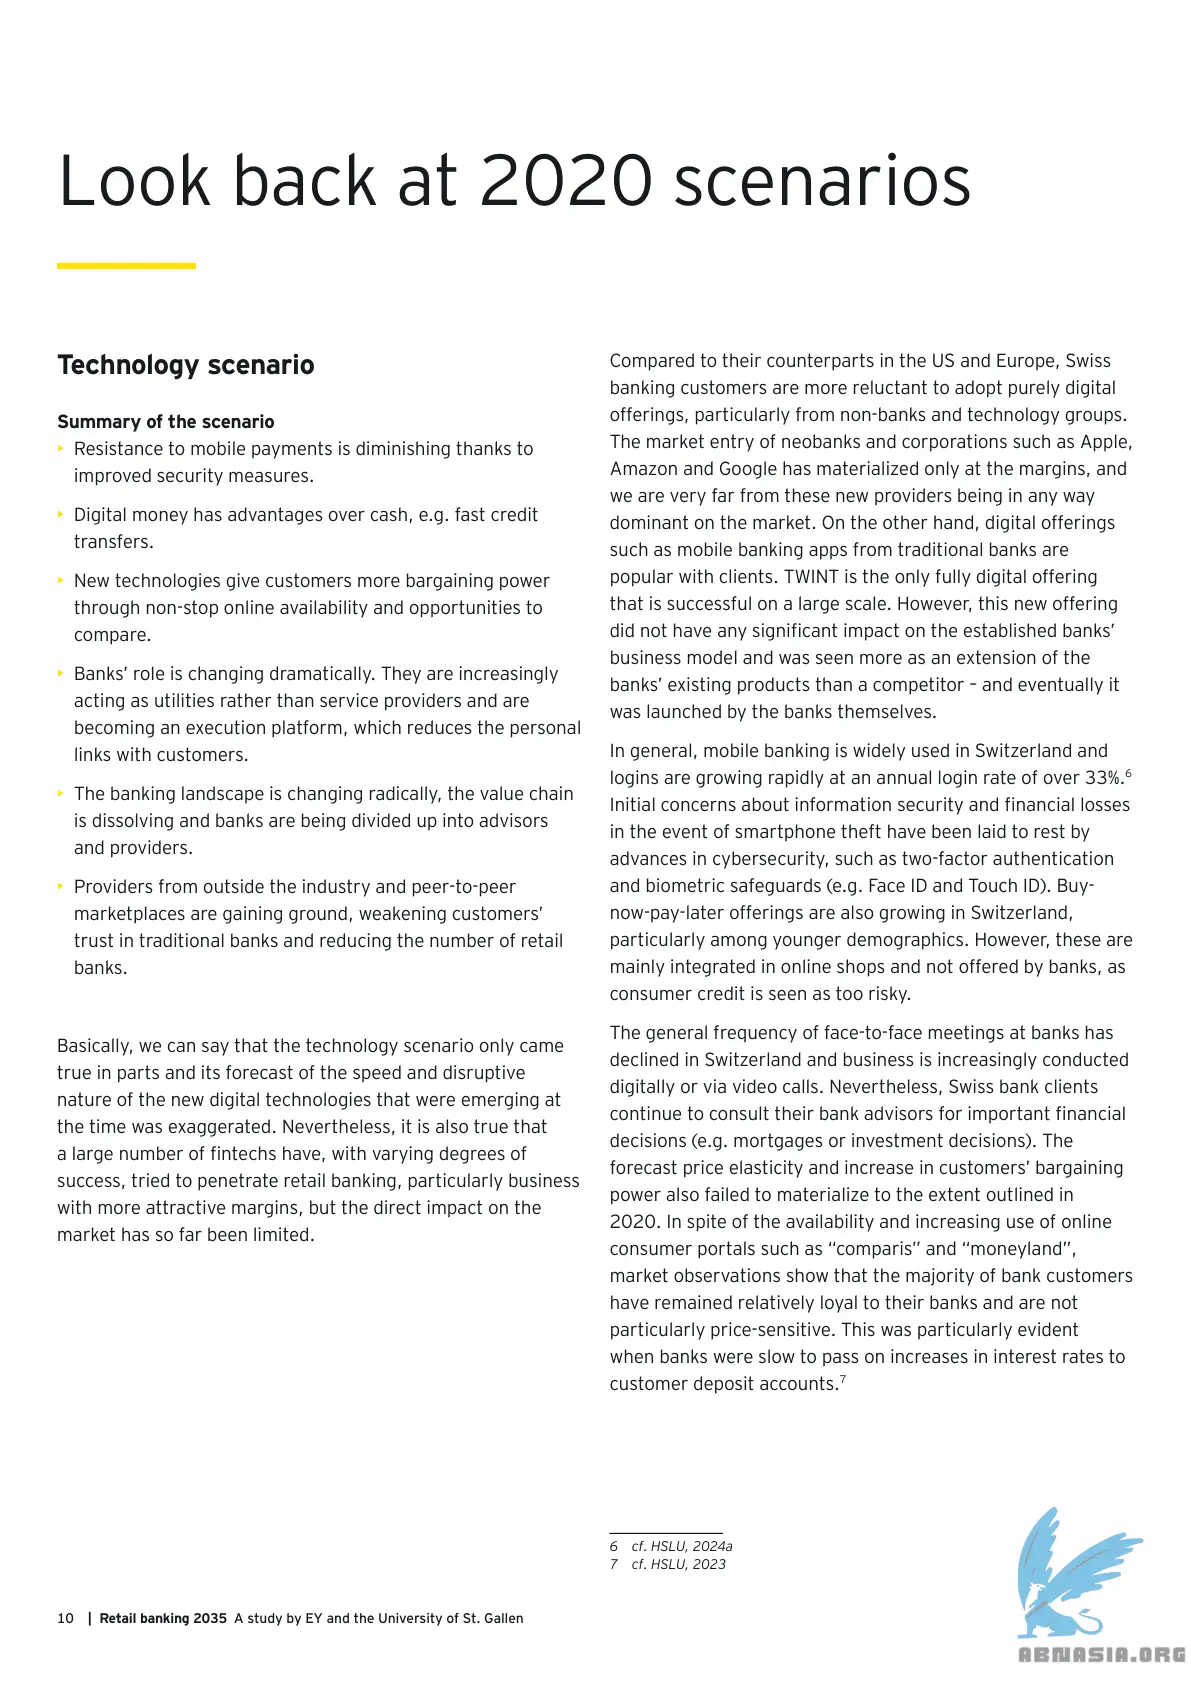 Look back at 2020 scenarios
Technology scenario
Summary of the scenario
‣ Resistance to mobile payments is diminishing thanks to
improved security measures.
‣ Digital money has advantages over cash, e.g. fast credit
transfers.
‣ New technologies give customers more bargaining power
through non-stop online availability and opportunities to
compare.
‣ Banks’ role is changing dramatically. They are increasingly
acting as utilities rather than service providers and are
becoming an execution platform, which reduces the personal
links with customers.
‣ The banking landscape is changing radically, the value chain
is dissolving and banks are being divided up into advisors
and providers.
‣ Providers from outside the industry and peer-to-peer
marketplaces are gaining ground, weakening customers’
trust in traditional banks and reducing the number of retail
banks.
Basically, we can say that the technology scenario only came
true in parts and its forecast of the speed and disruptive
nature of the new digital technologies that were emerging at
the time was exaggerated. Nevertheless, it is also true that
a large number of fintechs have, with varying degrees of
success, tried to penetrate retail banking, particularly business
with more attractive margins, but the direct impact on the
market has so far been limited.
Compared to their counterparts in the US and Europe, Swiss
banking customers are more reluctant to adopt purely digital
offerings, particularly from non-banks and technology groups.
The market entry of neobanks and corporations such as Apple,
Amazon and Google has materialized only at the margins, and
we are very far from these new providers being in any way
dominant on the market. On the other hand, digital offerings
such as mobile banking apps from traditional banks are
popular with clients. TWINT is the only fully digital offering
that is successful on a large scale. However, this new offering
did not have any significant impact on the established banks’
business model and was seen more as an extension of the
banks’ existing products than a competitor – and eventually it
was launched by the banks themselves.
In general, mobile banking is widely used in Switzerland and
logins are growing rapidly at an annual login rate of over 33%.⁶
Initial concerns about information security and financial losses
in the event of smartphone theft have been laid to rest by
advances in cybersecurity, such as two-factor authentication
and biometric safeguards (e.g. Face ID and Touch ID). Buy-
now-pay-later offerings are also growing in Switzerland,
particularly among younger demographics. However, these are
mainly integrated in online shops and not offered by banks, as
consumer credit is seen as too risky.
The general frequency of face-to-face meetings at banks has
declined in Switzerland and business is increasingly conducted
digitally or via video calls. Nevertheless, Swiss bank clients
continue to consult their bank advisors for important financial
decisions (e.g. mortgages or investment decisions). The
forecast price elasticity and increase in customers’ bargaining
power also failed to materialize to the extent outlined in
2020. In spite of the availability and increasing use of online
consumer portals such as “comparis” and “moneyland”,
market observations show that the majority of bank customers
have remained relatively loyal to their banks and are not
particularly price-sensitive. This was particularly evident
when banks were slow to pass on increases in interest rates to
customer deposit accounts.⁷
6 cf. HSLU, 2024a
7 cf. HSLU, 2023
10 | Retail banking 2035 A study by EY and the University of St. Gallen
ABNASIA.ORG